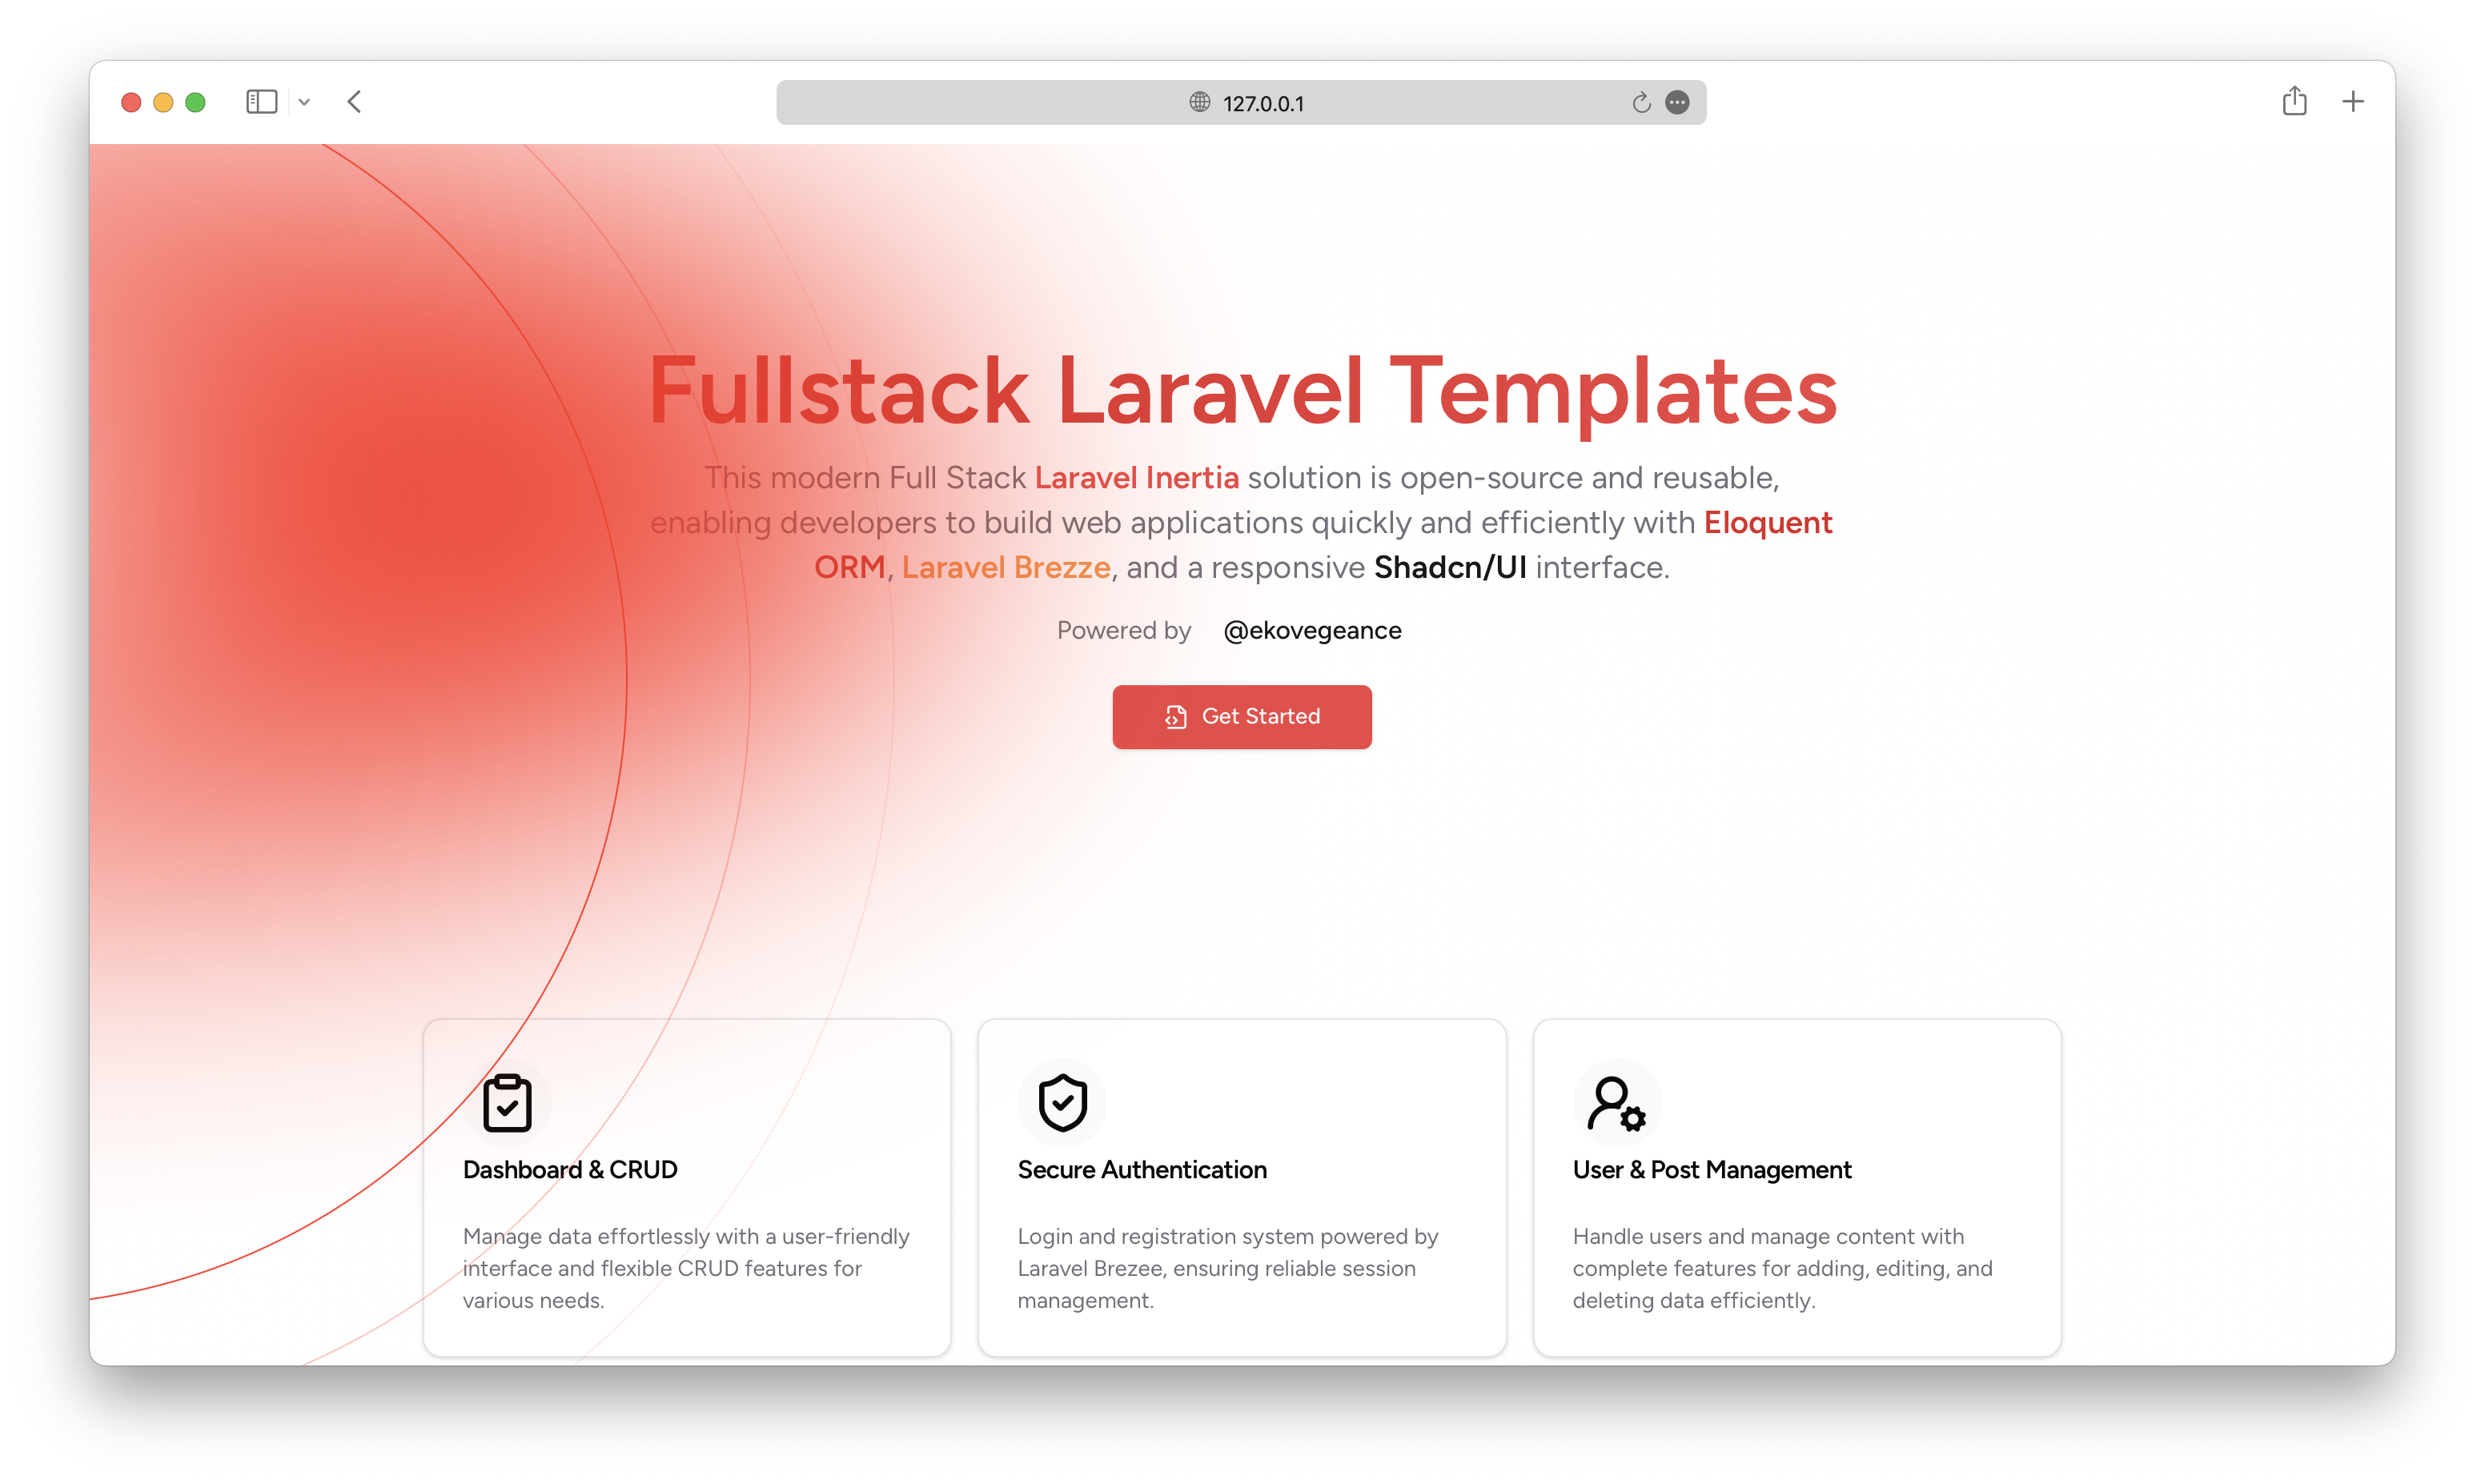 127.0.0.1
Fullstack Laravel Templates
This modern Full Stack Laravel Inertia solution is open-source and reusable,
enabling developers to build web applications quickly and efficiently with Eloquent
ORM, Laravel Brezze, and a responsive Shadcn/UI interface.
Powered by @ekovegeance
Get Started
Dashboard & CRUD
Manage data effortlessly with a user-friendly
interface and flexible CRUD features for
various needs.
Secure Authentication
Login and registration system powered by
Laravel Brezee, ensuring reliable session
management.
User & Post Management
Handle users and manage content with
complete features for adding, editing, and
deleting data efficiently.